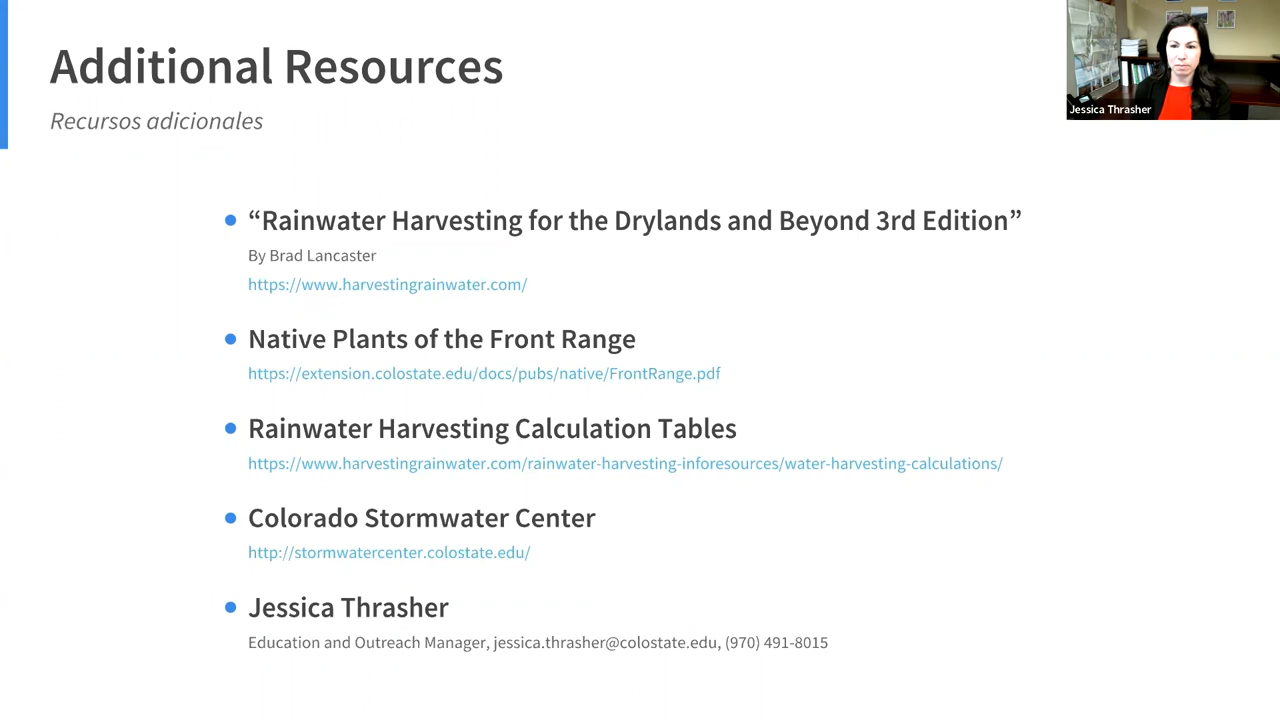 Additional Resources
Recursos adicionales
Jessica Thrasher
“Rainwater Harvesting for the Drylands and Beyond 3rd Edition”
By Brad Lancaster
https://www.harvestingrainwater.com/
Native Plants of the Front Range
https://extension.colostate.edu/docs/pubs/native/FrontRange.pdf
Rainwater Harvesting Calculation Tables
https://www.harvestingrainwater.com/rainwater-harvesting-inforesources/water-harvesting-calculations/
Colorado Stormwater Center
http://stormwatercenter.colostate.edu/
Jessica Thrasher
Education and Outreach Manager, jessica.thrasher@colostate.edu, (970) 491-8015